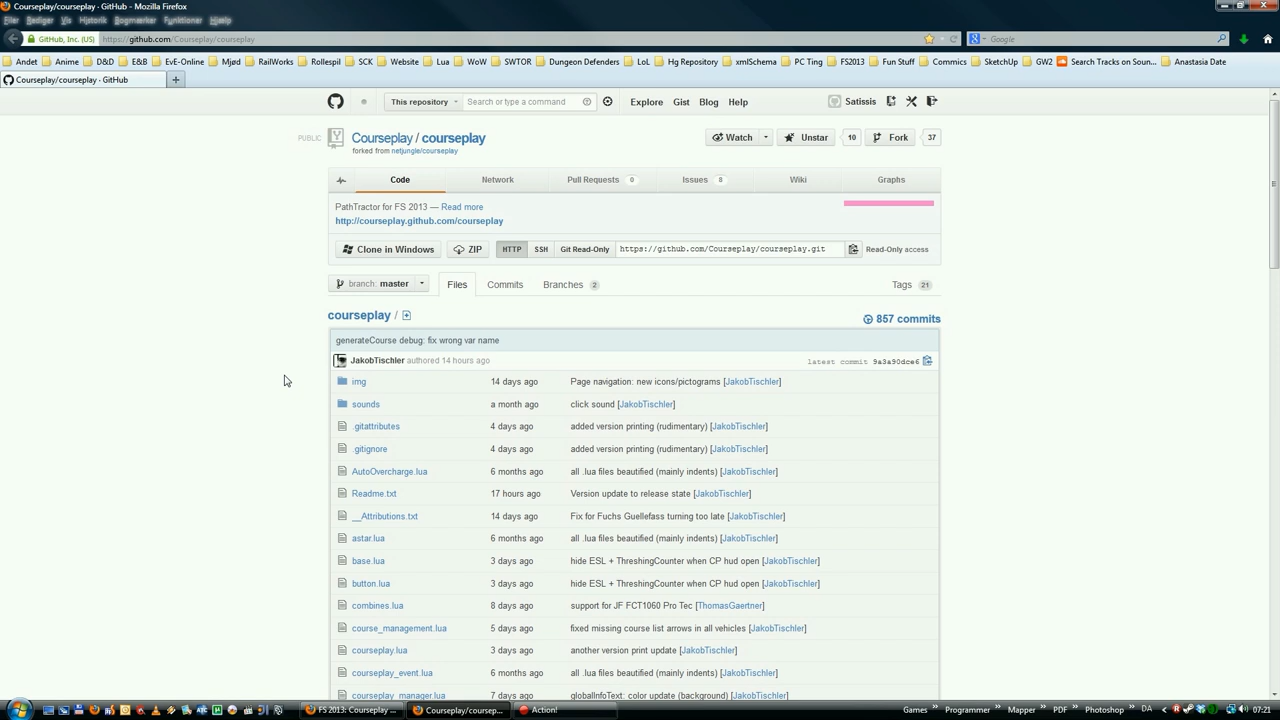 Courseplay/courseplay · GitHub - Mozilla Firefox
Filer Rediger Vis Historik Bogmærker Funktioner Hjælp
GitHub, Inc. (US) https://github.com/Courseplay/courseplay Google
Andet Anime D&D E&B EvE-Online Mjød RailWorks Rollespil SCK Website Lua WoW SWTOR Dungeon Defenders LoL Hg Repository xmlSchema PC Ting FS2013 Fun Stuff Commics SketchUp GW2 Search Tracks on Soun... Anastasia Date
Courseplay/courseplay · GitHub
This repository Search or type a command Explore Gist Blog Help Satissis
PUBLIC Courseplay / courseplay Watch Unstar 10 Fork 37
forked from netjungle/courseplay
Code Network Pull Requests 0 Issues 8 Wiki Graphs
PathTractor for FS 2013 — Read more
http://courseplay.github.com/courseplay
Clone in Windows ZIP HTTP SSH Git Read-Only https://github.com/Courseplay/courseplay.git Read-Only access
branch: master Files Commits Branches 2 Tags 21
courseplay / 857 commits
generateCourse debug: fix wrong var name
JakobTischler authored 14 hours ago latest commit 9a3a90dce6
img 14 days ago Page navigation: new icons/pictograms [JakobTischler]
sounds a month ago click sound [JakobTischler]
.gitattributes 4 days ago added version printing (rudimentary) [JakobTischler]
.gitignore 4 days ago added version printing (rudimentary) [JakobTischler]
AutoOvercharge.lua 6 months ago all .lua files beautified (mainly indents) [JakobTischler]
Readme.txt 17 hours ago Version update to release state [JakobTischler]
__Attributions.txt 14 days ago Fix for Fuchs Guellefass turning too late [JakobTischler]
astar.lua 6 months ago all .lua files beautified (mainly indents) [JakobTischler]
base.lua 3 days ago hide ESL + ThreshingCounter when CP hud open [JakobTischler]
button.lua 3 days ago hide ESL + ThreshingCounter when CP hud open [JakobTischler]
combines.lua 8 days ago support for JF FCT1060 Pro Tec [ThomasGaertner]
course_management.lua 5 days ago fixed missing course list arrows in all vehicles [JakobTischler]
courseplay.lua 3 days ago another version print update [JakobTischler]
courseplay_event.lua 6 months ago all .lua files beautified (mainly indents) [JakobTischler]
courseplay_manager.lua 7 days ago globalInfoText: color update (background) [JakobTischler]
FS 2013: Courseplay ... Courseplay/coursep... Action! Games Programmer Mapper PDF Photoshop DA 07:21